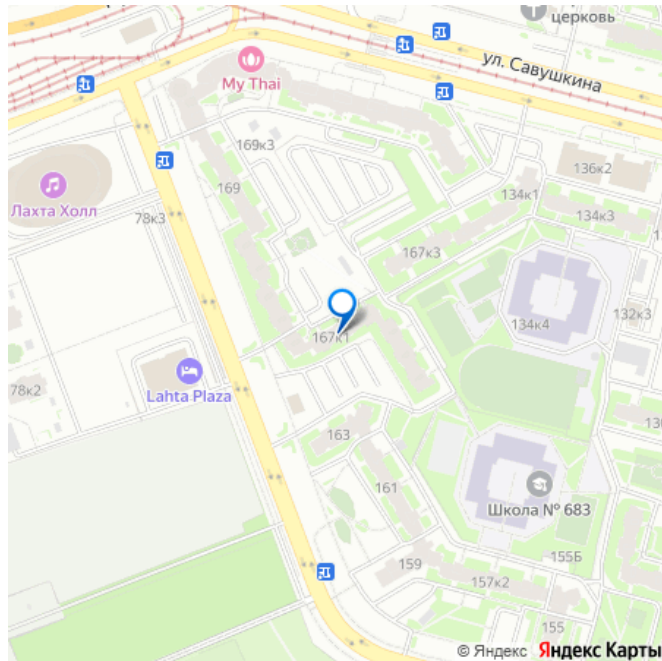 церковь
ул. Савушкина
My Thai
169к3
136к2
Лахта Холл
169
134к1
134к3
78к3
167к3
132к3
134к4
167к1
78к2
Lahta Plaza
163
161
Школа № 683
155Б
159
157к2
155
© Яндекс Яндекс Карты